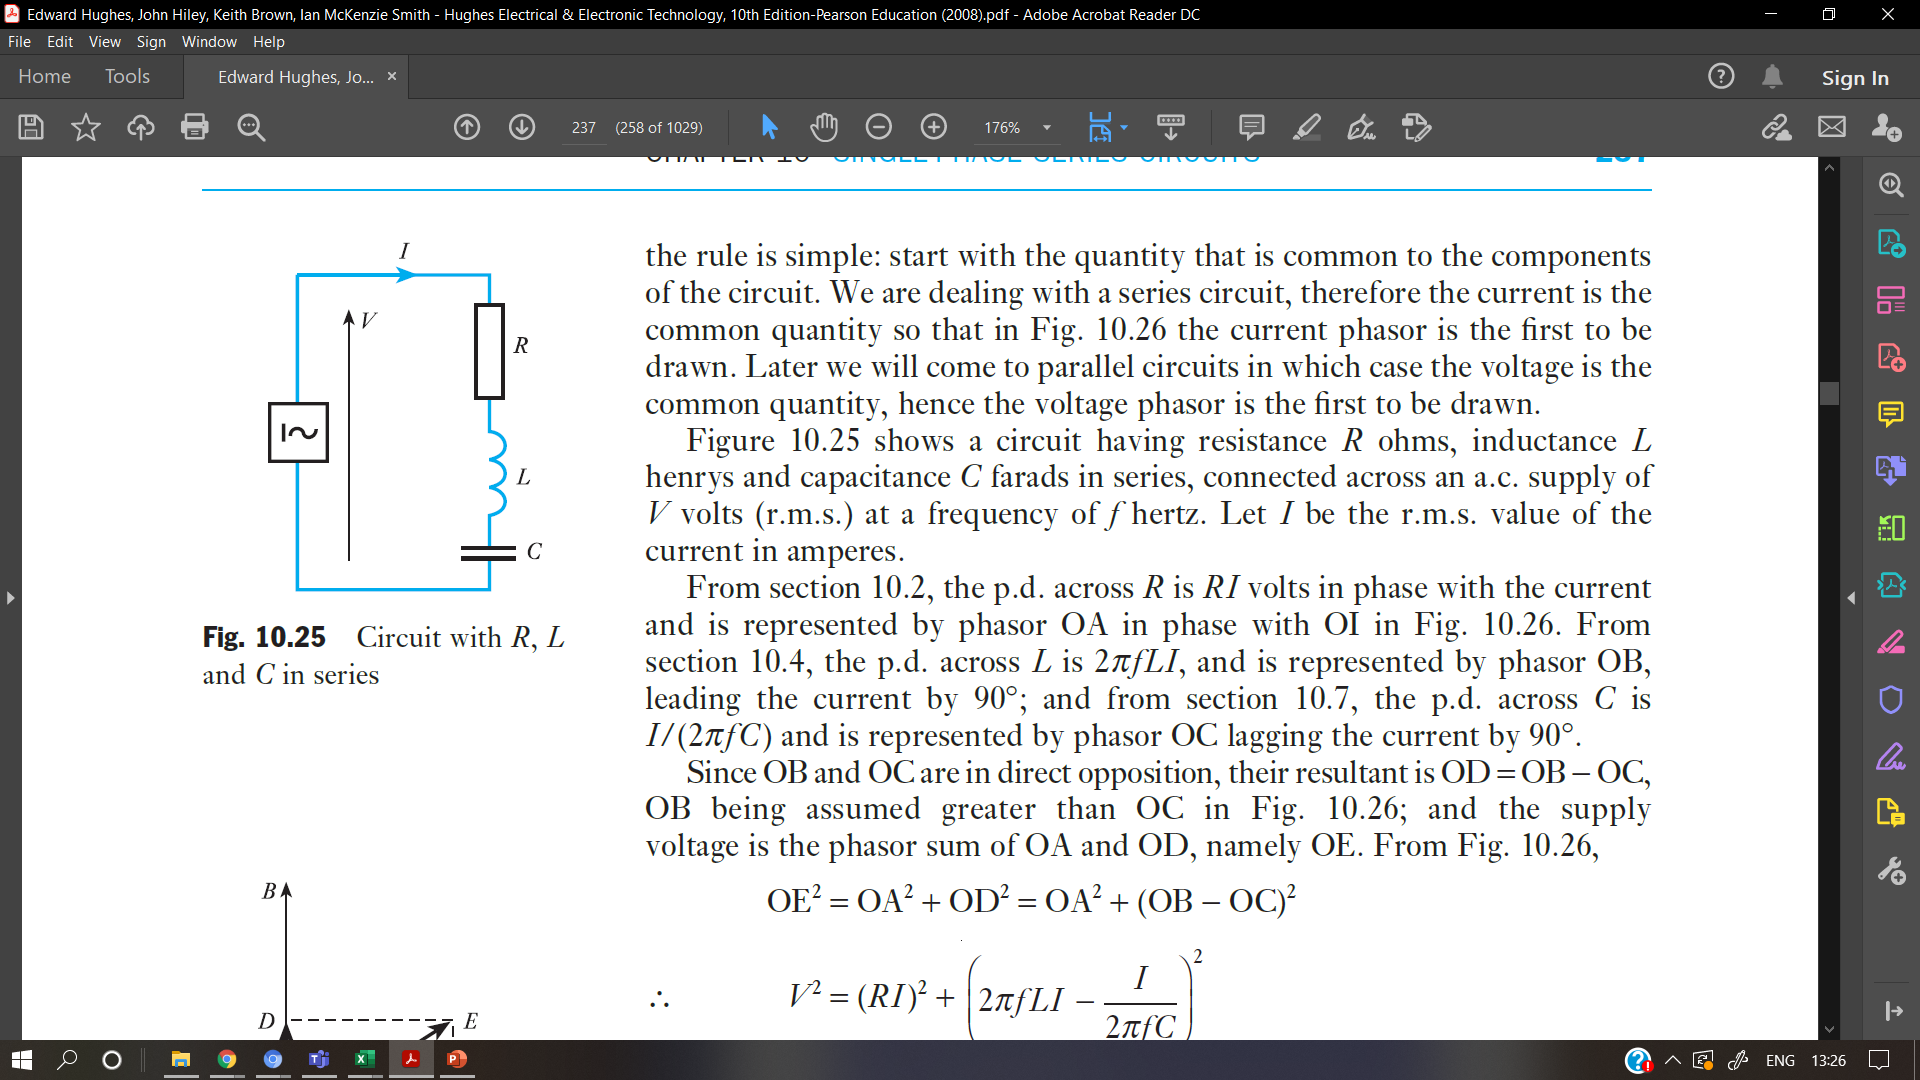 Edward Hughes, John Hiley, Keith Brown, Ian McKenzie Smith - Hughes Electrical & Electronic Technology, 10th Edition-Pearson Education (2008).pdf - Adobe Acrobat Reader DC
File Edit View Sign Window Help
Home Tools Edward Hughes, Jo... × Sign In
237 (258 of 1029) 176%
CHAPTER 10 SINGLE-PHASE SERIES CIRCUITS 237
I
V
R
L
C
Fig. 10.25 Circuit with R, L
and C in series
B
D E
the rule is simple: start with the quantity that is common to the components
of the circuit. We are dealing with a series circuit, therefore the current is the
common quantity so that in Fig. 10.26 the current phasor is the first to be
drawn. Later we will come to parallel circuits in which case the voltage is the
common quantity, hence the voltage phasor is the first to be drawn.
Figure 10.25 shows a circuit having resistance R ohms, inductance L
henrys and capacitance C farads in series, connected across an a.c. supply of
V volts (r.m.s.) at a frequency of f hertz. Let I be the r.m.s. value of the
current in amperes.
From section 10.2, the p.d. across R is RI volts in phase with the current
and is represented by phasor OA in phase with OI in Fig. 10.26. From
section 10.4, the p.d. across L is 2πfLI, and is represented by phasor OB,
leading the current by 90°; and from section 10.7, the p.d. across C is
I/(2πfC) and is represented by phasor OC lagging the current by 90°.
Since OB and OC are in direct opposition, their resultant is OD = OB − OC,
OB being assumed greater than OC in Fig. 10.26; and the supply
voltage is the phasor sum of OA and OD, namely OE. From Fig. 10.26,
OE² = OA² + OD² = OA² + (OB − OC)²
∴ V² = (RI)² + (2πfLI − I/2πfC)²
ENG 13:26